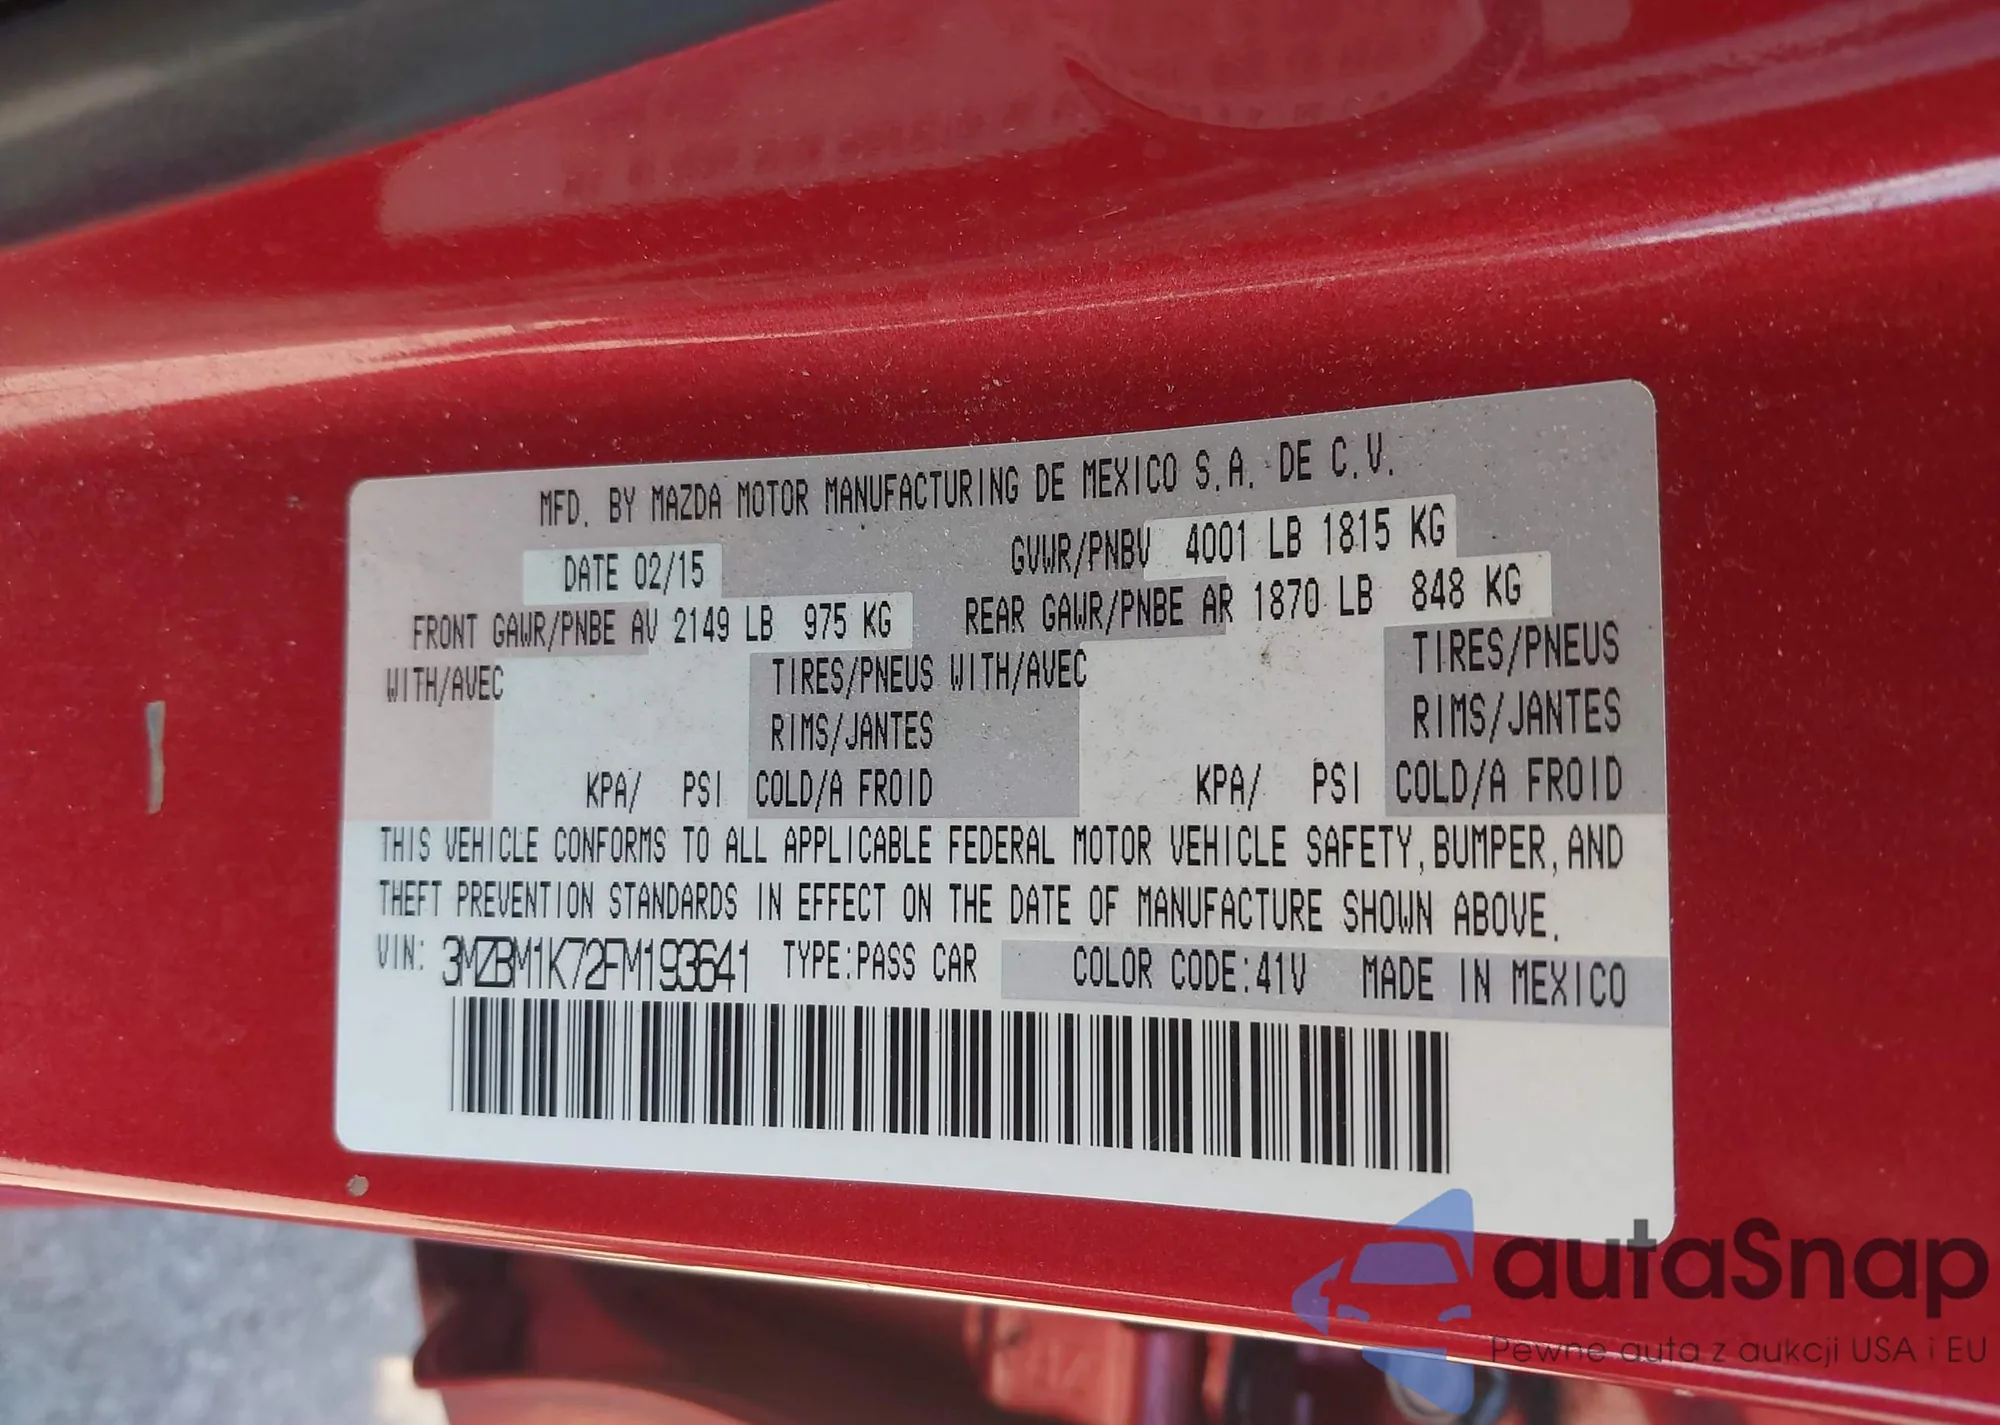 MFD. BY MAZDA MOTOR MANUFACTURING DE MEXICO S.A. DE C.V.
DATE 02/15 GVWR/PNBV 4001 LB 1815 KG
FRONT GAWR/PNBE AV 2149 LB 975 KG REAR GAWR/PNBE AR 1870 LB 848 KG
WITH/AVEC TIRES/PNEUS WITH/AVEC TIRES/PNEUS
RIMS/JANTES RIMS/JANTES
KPA/ PSI COLD/A FROID KPA/ PSI COLD/A FROID
THIS VEHICLE CONFORMS TO ALL APPLICABLE FEDERAL MOTOR VEHICLE SAFETY, BUMPER, AND
THEFT PREVENTION STANDARDS IN EFFECT ON THE DATE OF MANUFACTURE SHOWN ABOVE.
VIN: 3MZBM1K72FM193641 TYPE: PASS CAR COLOR CODE: 41V MADE IN MEXICO
autaSnap
Pewne auta z aukcji USA i EU